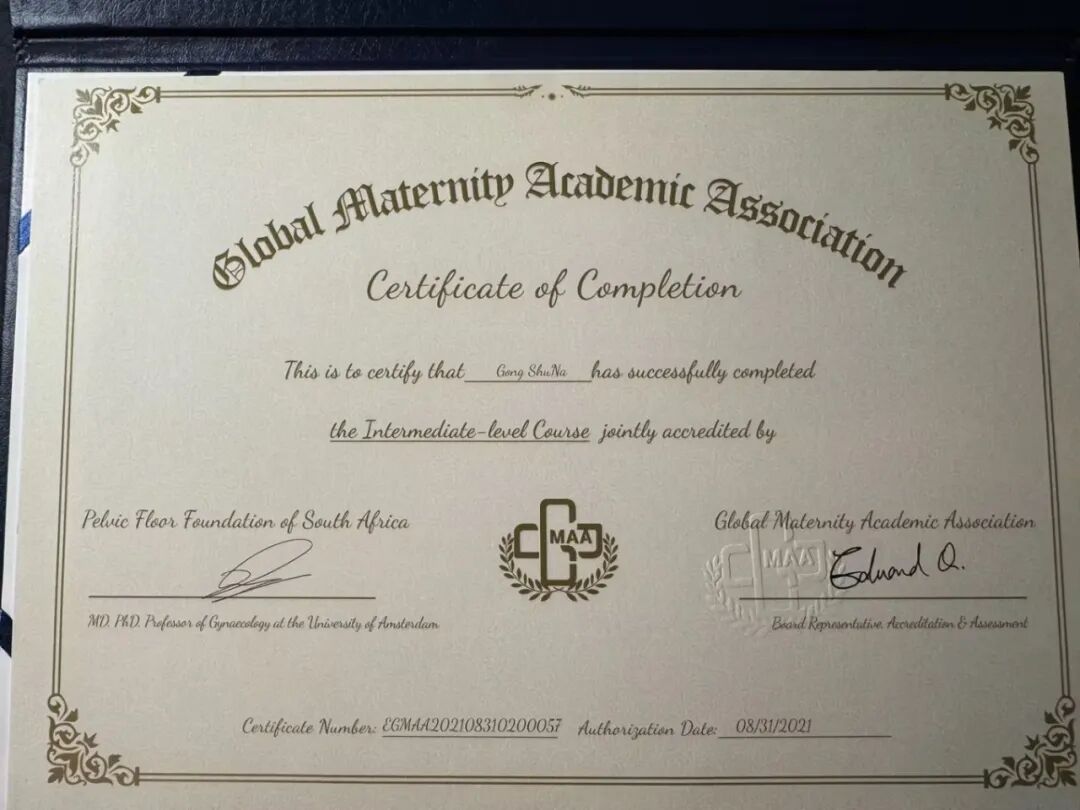 Global Maternity Academic Association
Certificate of Completion
This is to certify that Gong ShuNa has successfully completed
the Intermediate-level Course jointly accredited by
Pelvic Floor Foundation of South Africa
Global Maternity Academic Association
MAA
MAA
Eduand Q.
MD. PhD. Professor of Gynaecology at the University of Amsterdam
Board Representative. Accreditation & Assessment
Certificate Number: EGMAA202108310200057 Authorization Date: 08/31/2021